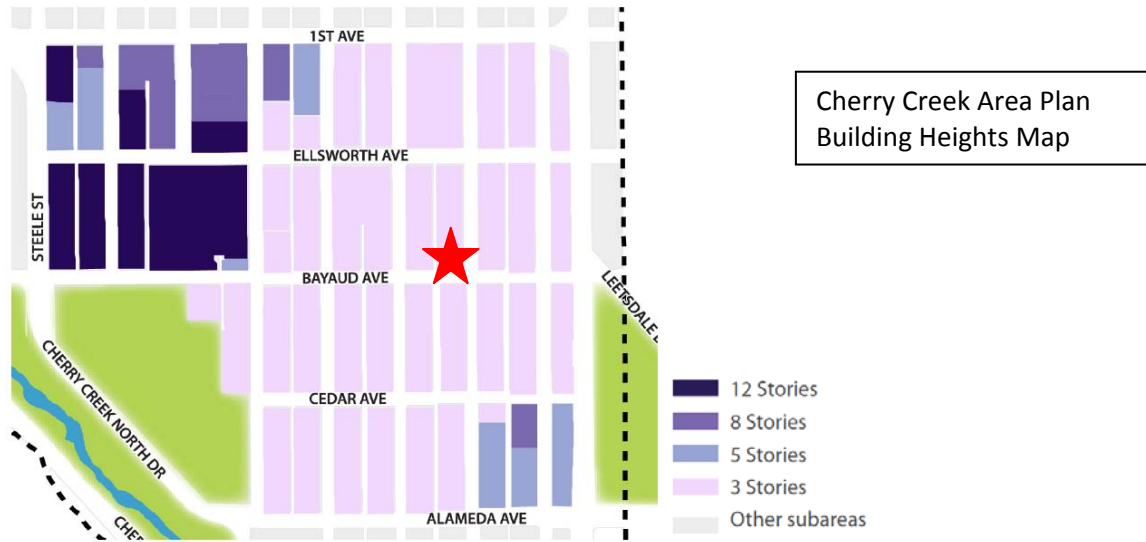 1ST AVE
Cherry Creek Area Plan
Building Heights Map
ELLSWORTH AVE
STEELE ST
BAYAUD AVE
LEETSDALE
CHERRY CREEK NORTH DR
CEDAR AVE
12 Stories
8 Stories
5 Stories
3 Stories
Other subareas
ALAMEDA AVE